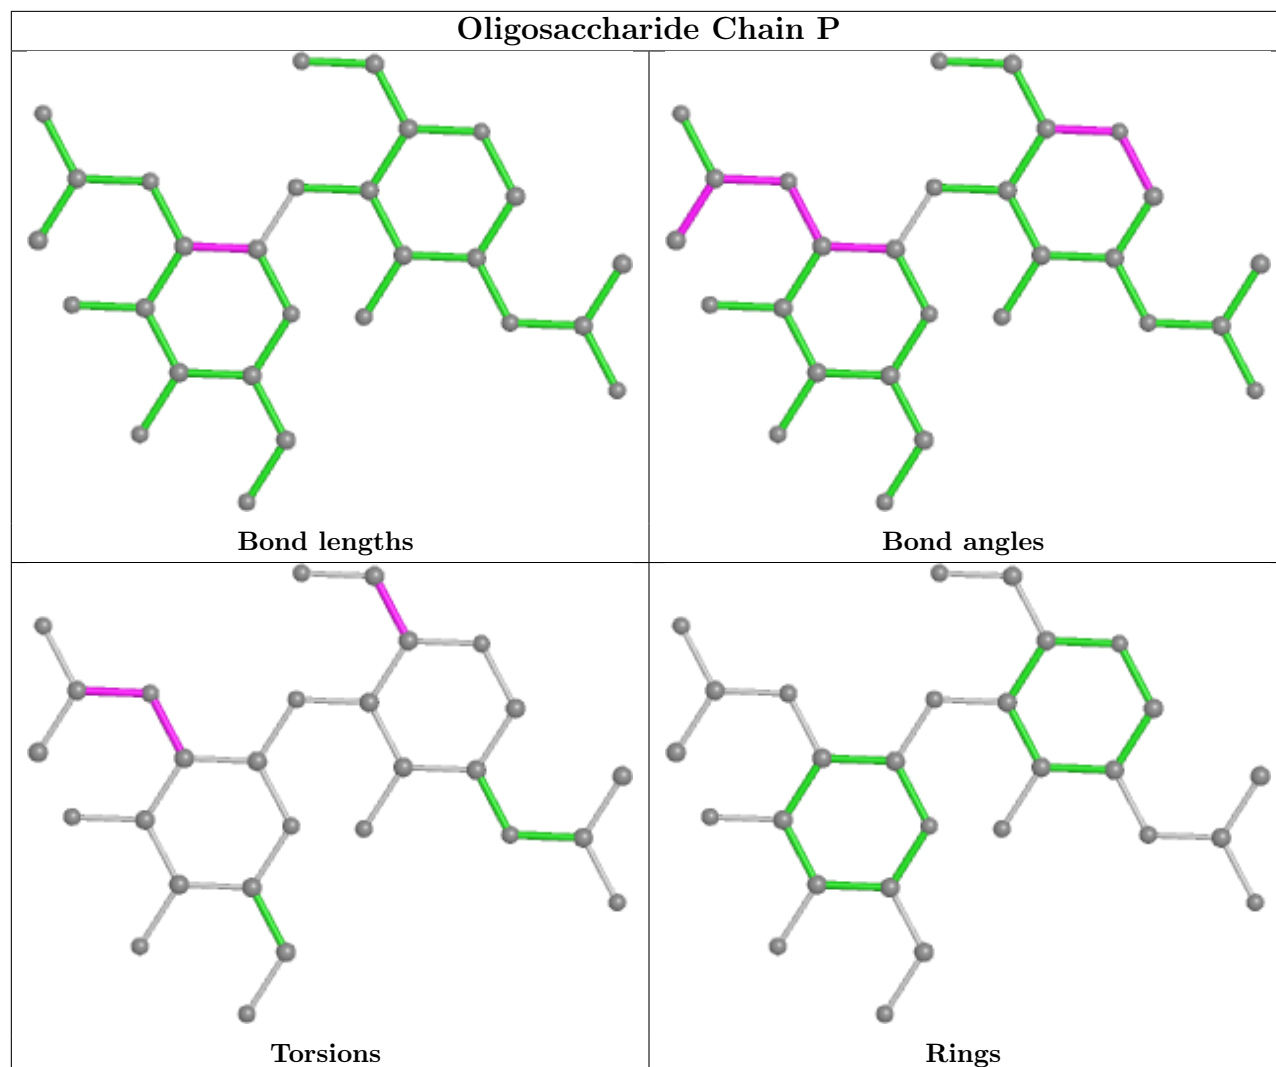 Oligosaccharide Chain P
Bond lengths
Bond angles
Torsions
Rings